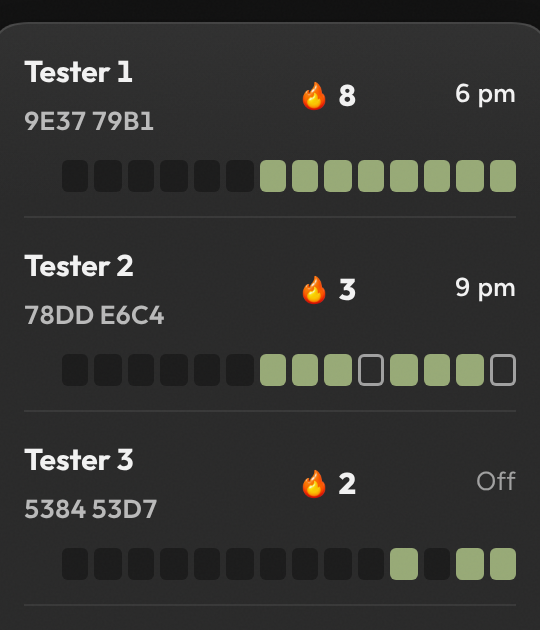 Tester 1
🔥 8
6 pm
9E37 79B1
Tester 2
🔥 3
9 pm
78DD E6C4
Tester 3
🔥 2
Off
5384 53D7